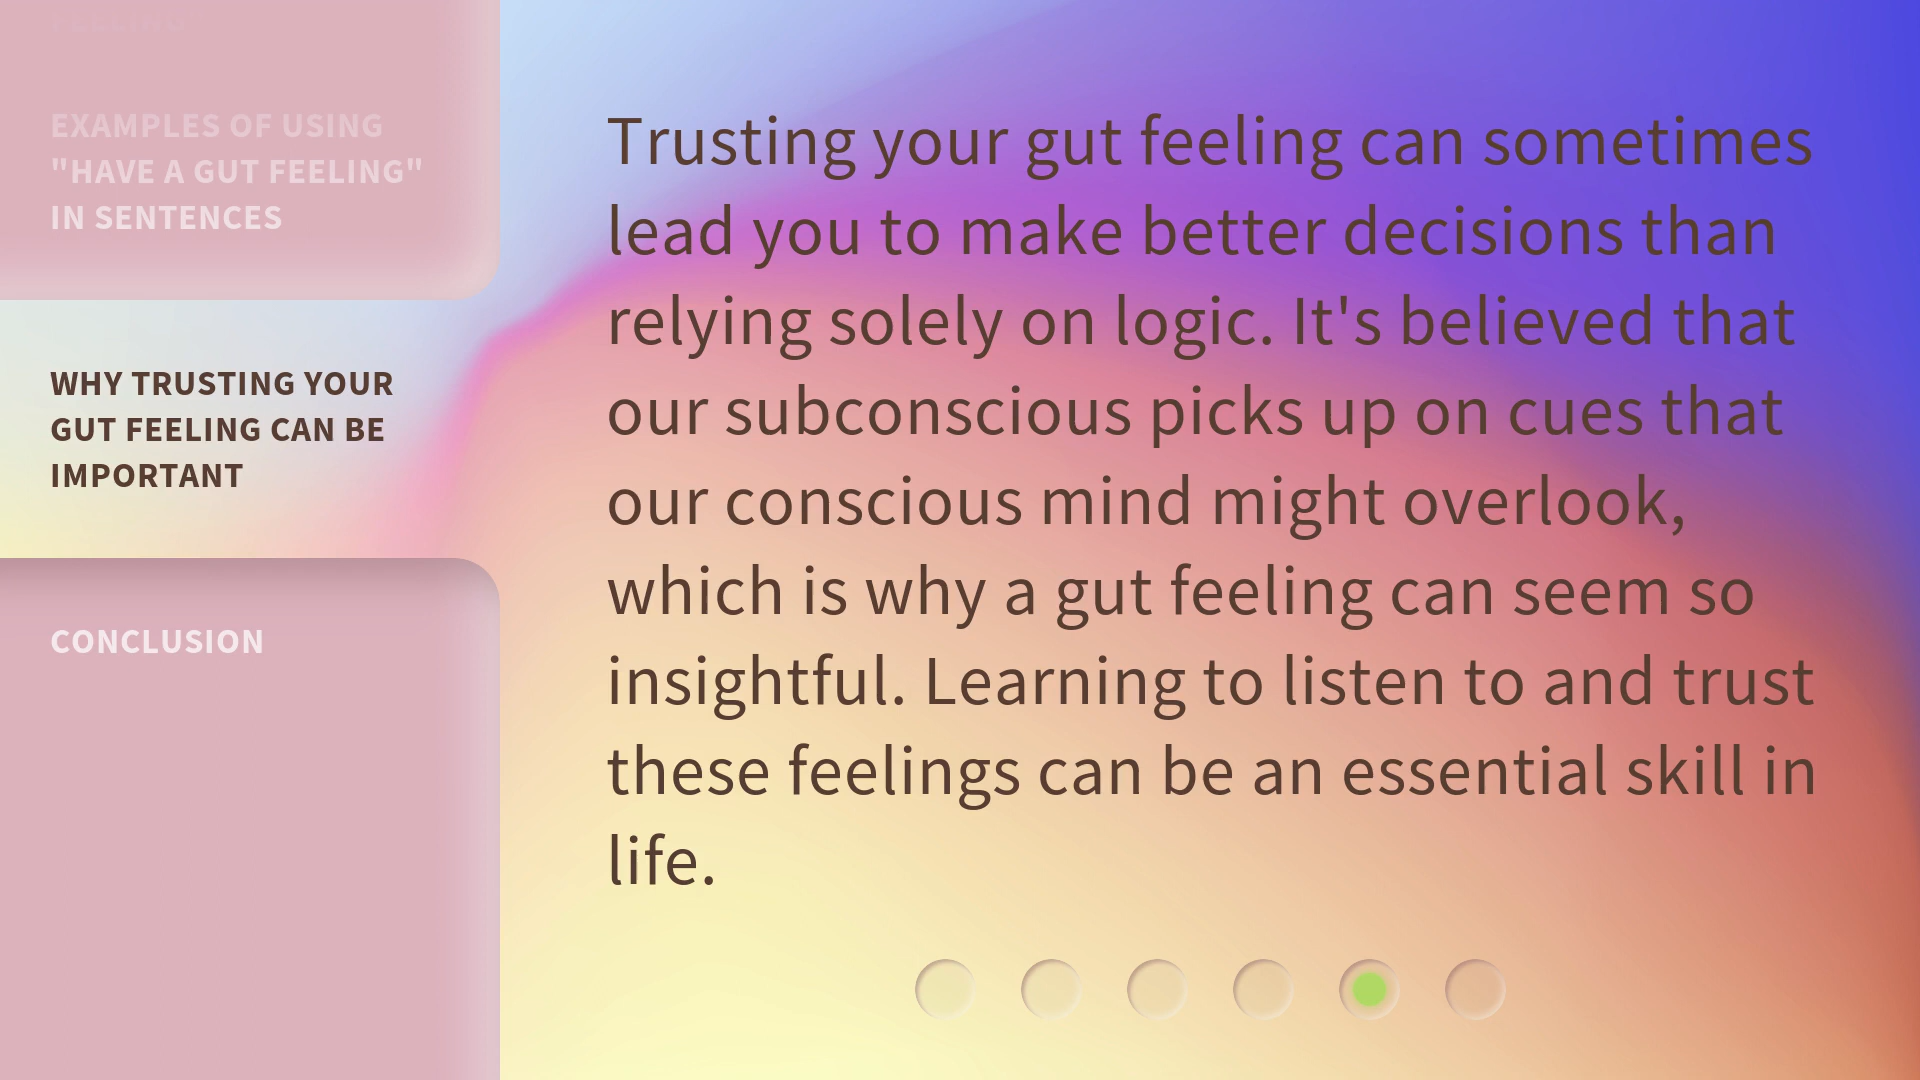 EXAMPLES OF USING
"HAVE A GUT FEELING"
IN SENTENCES
WHY TRUSTING YOUR
GUT FEELING CAN BE
IMPORTANT
CONCLUSION
Trusting your gut feeling can sometimes
lead you to make better decisions than
relying solely on logic. It's believed that
our subconscious picks up on cues that
our conscious mind might overlook,
which is why a gut feeling can seem so
insightful. Learning to listen to and trust
these feelings can be an essential skill in
life.